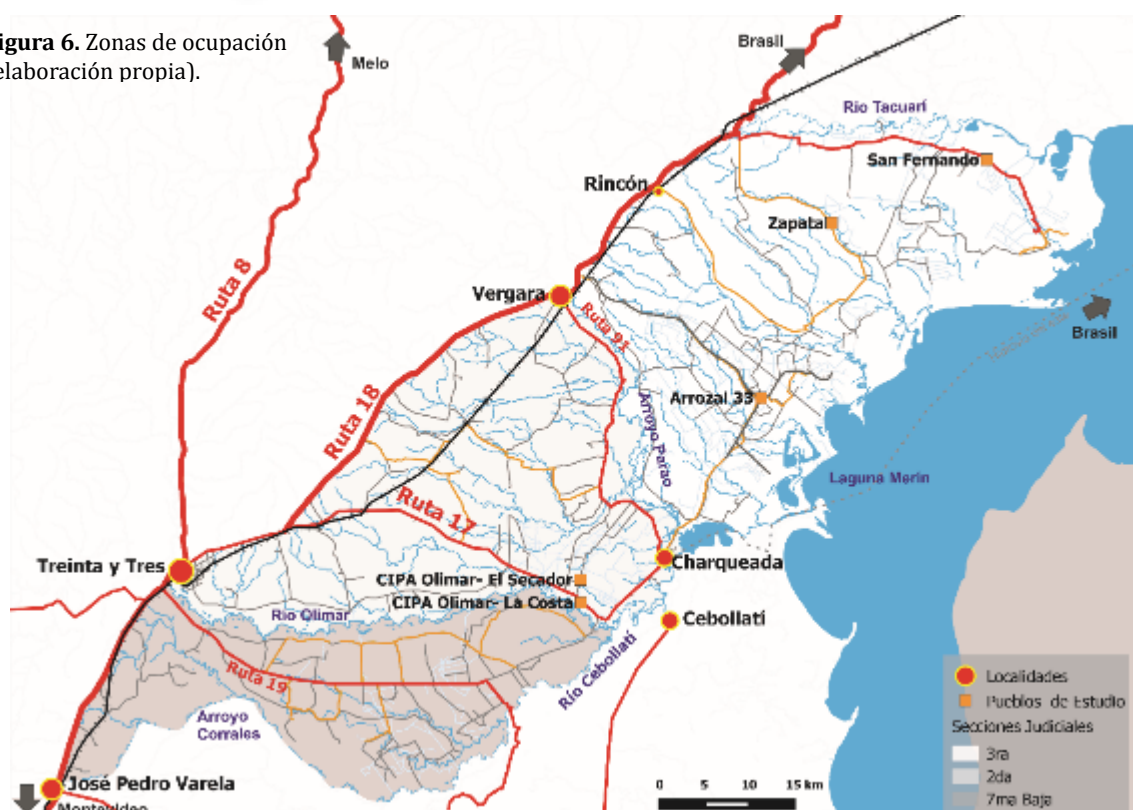 igura 6. Zonas de ocupación
elaboración propia).
Melo
Brasil
Río Tacuarí
San Fernando
Rincón
Zapatal
Ruta 8
Vergara
Ruta 91
Brasil
Ruta 18
Arrozal 33
Arroyo Parao
Laguna Merin
Ruta 17
Treinta y Tres
Charqueada
CIPA Olimar- El Secador
CIPA Olimar- La Costa
Rio Olimar
Cebollatí
Río Cebollatí
Ruta 19
Arroyo
Corrales
José Pedro Varela
Montevideo
Localidades
Pueblos de Estudio
Secciones Judiciales
3ra
2da
7ma Baja
0 5 10 15 km